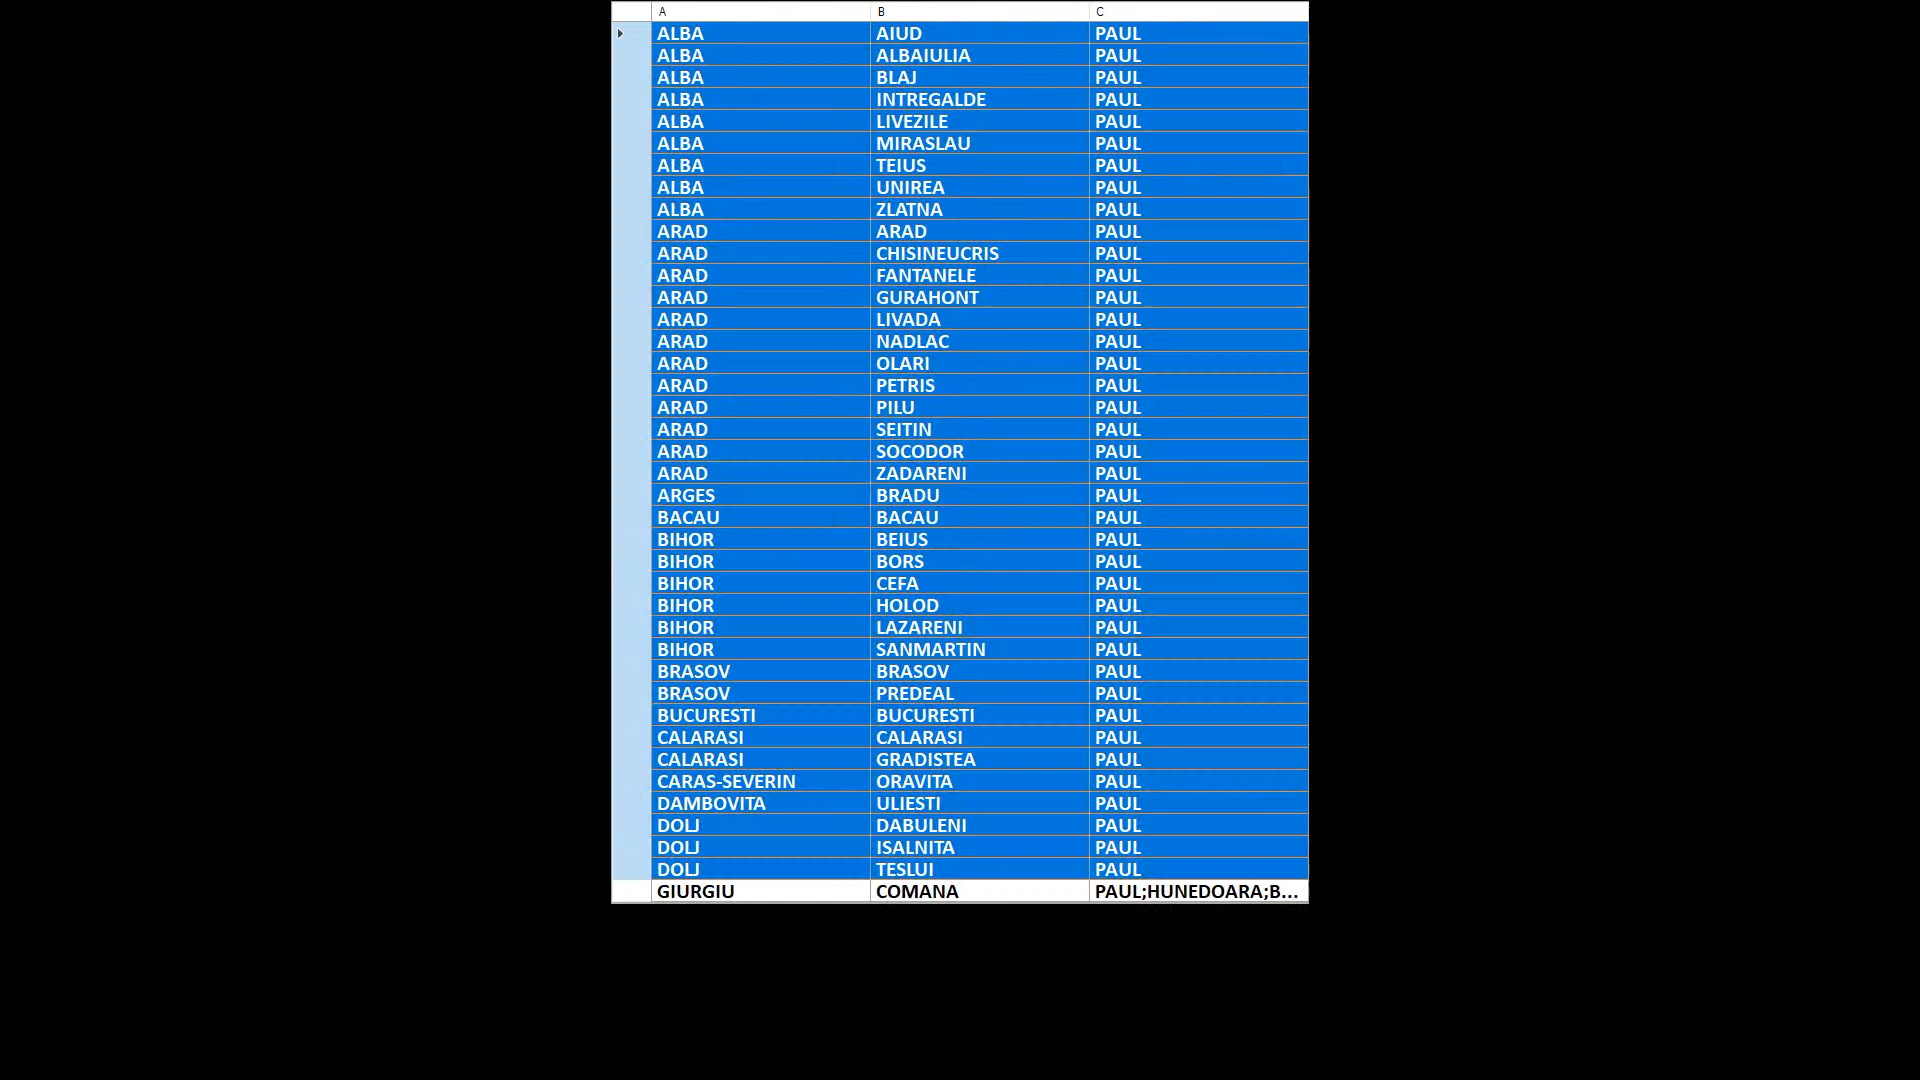 A B C
ALBA AIUD PAUL
ALBA ALBAIULIA PAUL
ALBA BLAJ PAUL
ALBA INTREGALDE PAUL
ALBA LIVEZILE PAUL
ALBA MIRASLAU PAUL
ALBA TEIUS PAUL
ALBA UNIREA PAUL
ALBA ZLATNA PAUL
ARAD ARAD PAUL
ARAD CHISINEUCRIS PAUL
ARAD FANTANELE PAUL
ARAD GURAHONT PAUL
ARAD LIVADA PAUL
ARAD NADLAC PAUL
ARAD OLARI PAUL
ARAD PETRIS PAUL
ARAD PILU PAUL
ARAD SEITIN PAUL
ARAD SOCODOR PAUL
ARAD ZADARENI PAUL
ARGES BRADU PAUL
BACAU BACAU PAUL
BIHOR BEIUS PAUL
BIHOR BORS PAUL
BIHOR CEFA PAUL
BIHOR HOLOD PAUL
BIHOR LAZARENI PAUL
BIHOR SANMARTIN PAUL
BRASOV BRASOV PAUL
BRASOV PREDEAL PAUL
BUCURESTI BUCURESTI PAUL
CALARASI CALARASI PAUL
CALARASI GRADISTEA PAUL
CARAS-SEVERIN ORAVITA PAUL
DAMBOVITA ULIESTI PAUL
DOLJ DABULENI PAUL
DOLJ ISALNITA PAUL
DOLJ TESLUI PAUL
GIURGIU COMANA PAUL;HUNEDOARA;B...